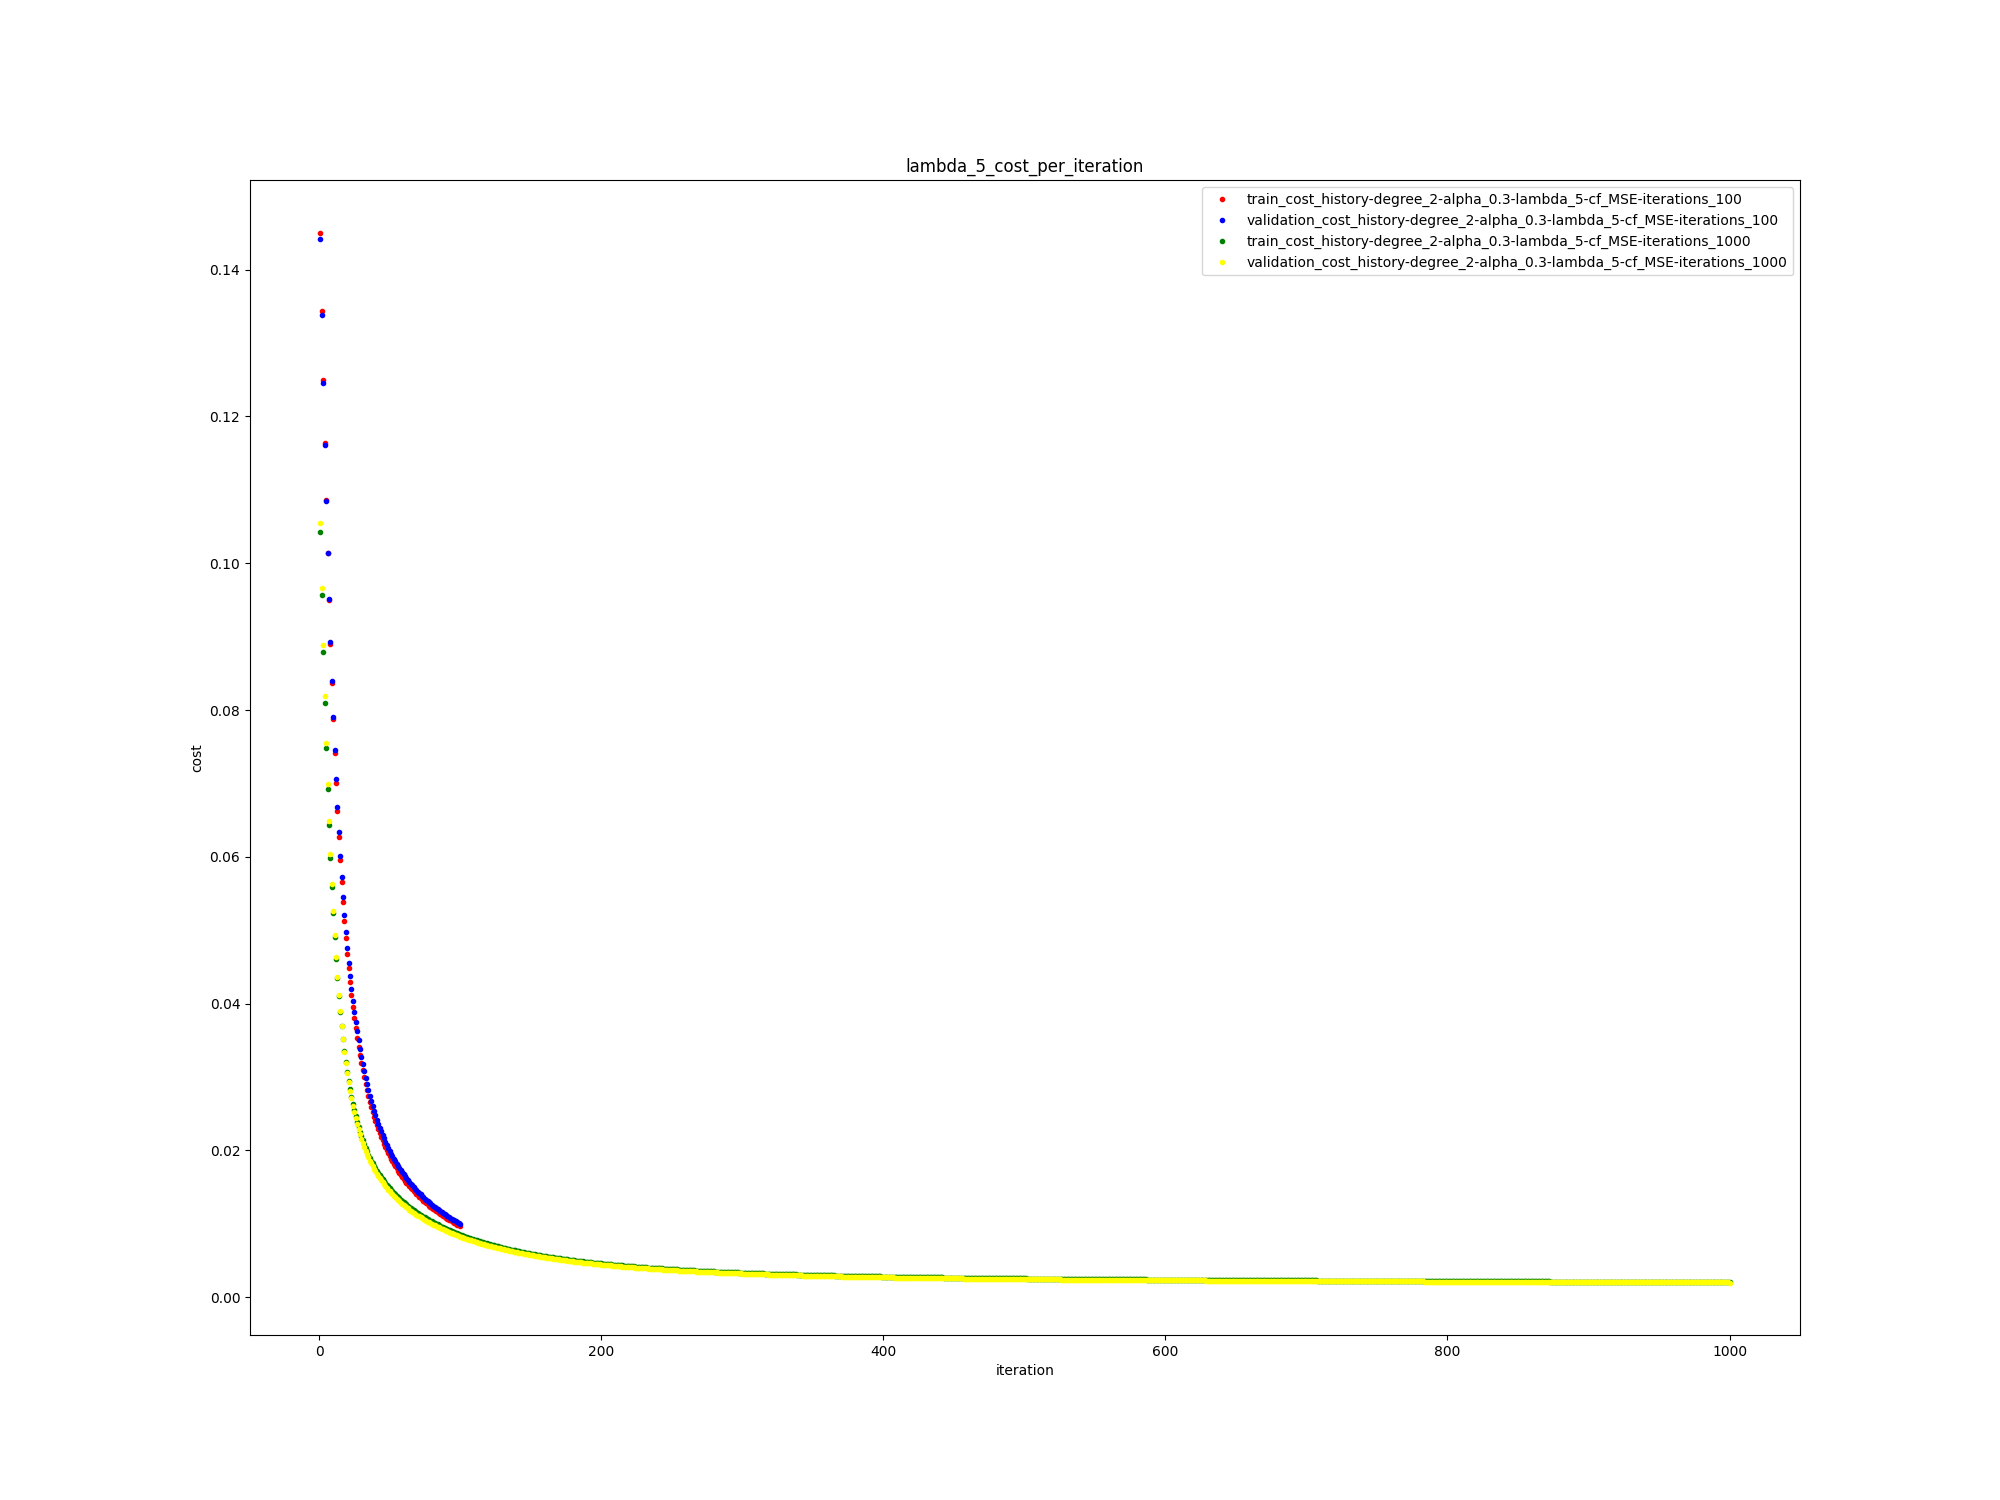 lambda_5_cost_per_iteration
train_cost_history-degree_2-alpha_0.3-lambda_5-cf_MSE-iterations_100
validation_cost_history-degree_2-alpha_0.3-lambda_5-cf_MSE-iterations_100
train_cost_history-degree_2-alpha_0.3-lambda_5-cf_MSE-iterations_1000
validation_cost_history-degree_2-alpha_0.3-lambda_5-cf_MSE-iterations_1000
0.14
0.12
0.10
0.08
0.06
0.04
0.02
0.00
cost
0 200 400 600 800 1000
iteration